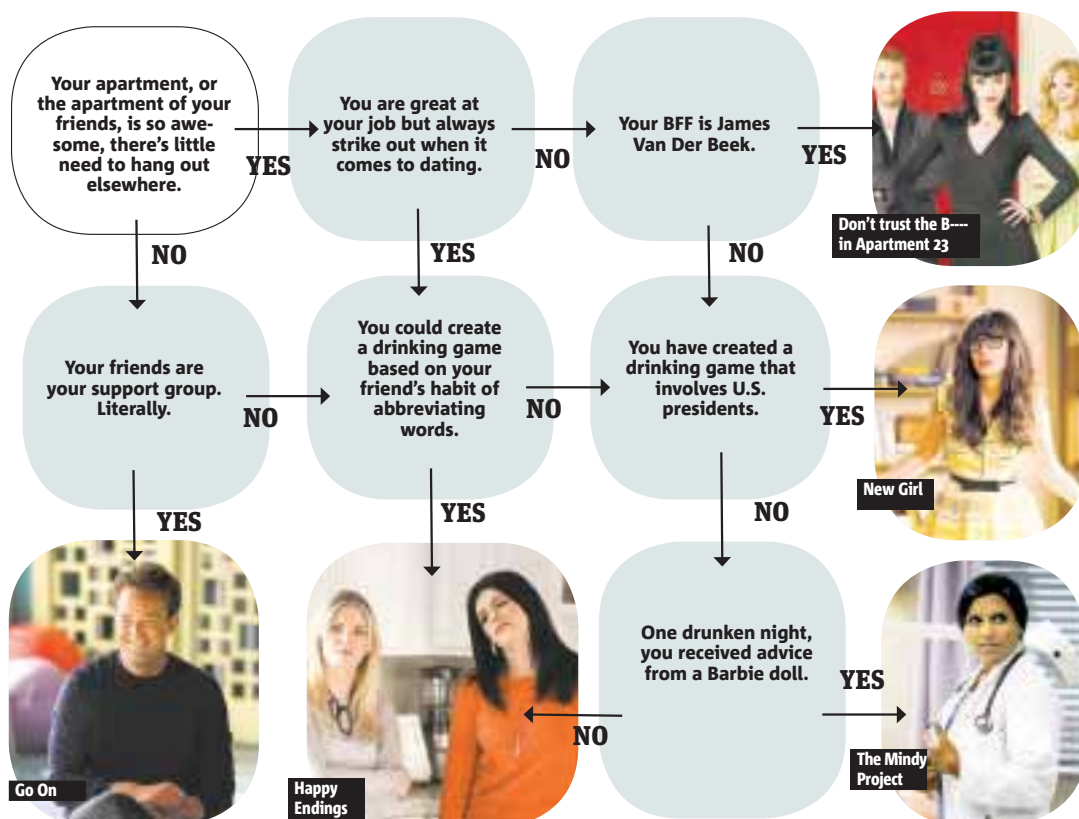 Your apartment, or
the apartment of your
friends, is so awe-
some, there's little
need to hang out
elsewhere.
YES
You are great at
your job but always
strike out when it
comes to dating.
NO
Your BFF is James
Van Der Beek.
YES
Don't trust the B----
in Apartment 23
NO
YES
NO
Your friends are
your support group.
Literally.
NO
You could create
a drinking game
based on your
friend's habit of
abbreviating
words.
NO
You have created a
drinking game that
involves U.S.
presidents.
YES
New Girl
YES
YES
NO
Go On
Happy
Endings
NO
One drunken night,
you received advice
from a Barbie doll.
YES
The Mindy
Project